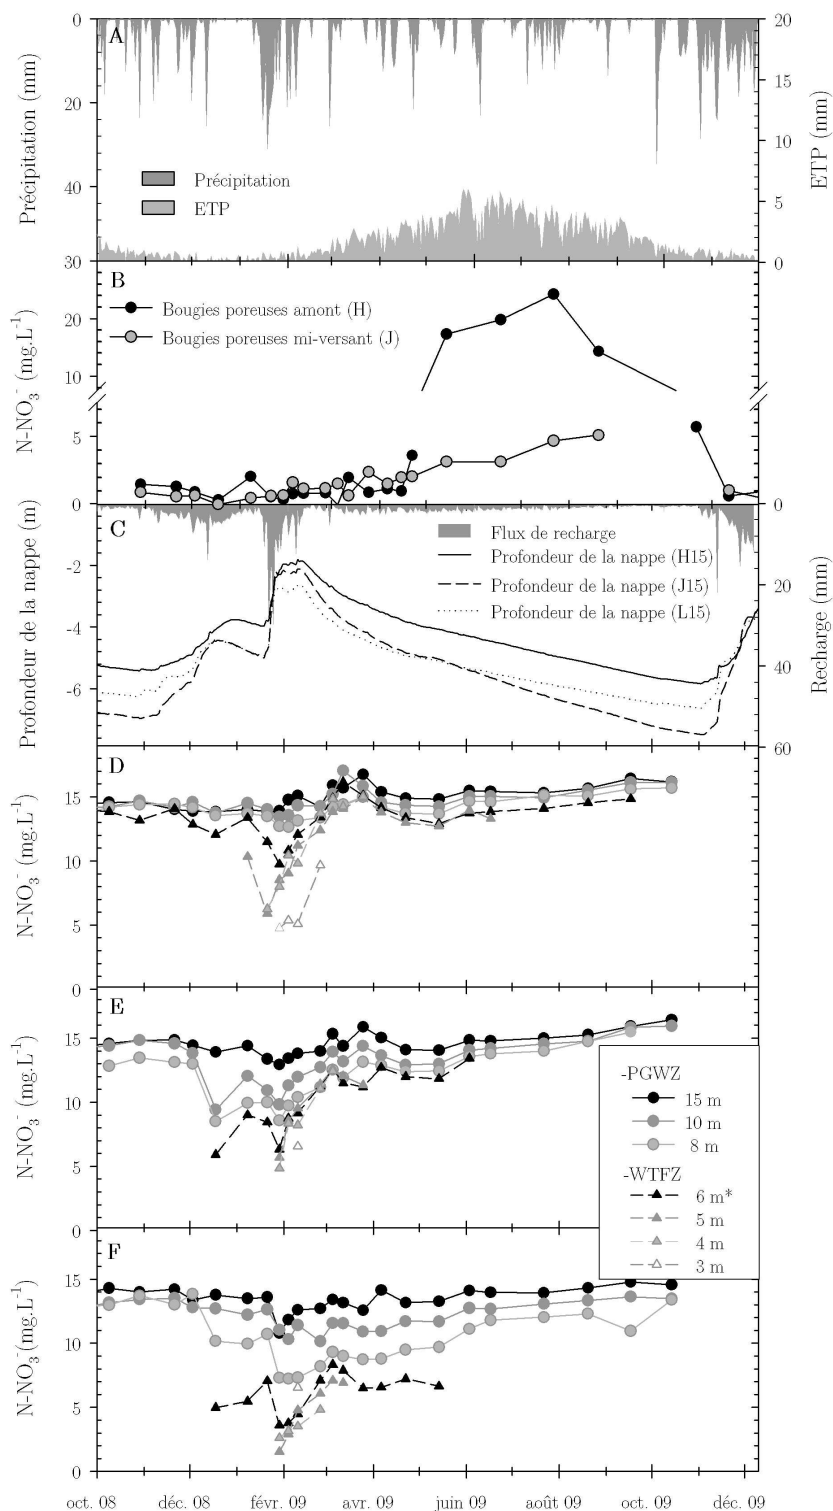 A
0
20
40
30
Précipitation (mm)
20
15
10
5
0
ETP (mm)
Précipitation
ETP
B
20
10
5
0
N-NO3- (mg.L-1)
Bougies poreuses amont (H)
Bougies poreuses mi-versant (J)
C
-2
-4
-6
Profondeur de la nappe (m)
0
20
40
60
Recharge (mm)
Flux de recharge
Profondeur de la nappe (H15)
Profondeur de la nappe (J15)
Profondeur de la nappe (L15)
D
15
10
5
0
N-NO3- (mg.L-1)
E
15
10
5
0
N-NO3- (mg.L-1)
-PGWZ
15 m
10 m
8 m
-WTFZ
6 m*
5 m
4 m
3 m
F
15
10
5
0
N-NO3- (mg.L-1)
oct. 08 déc. 08 févr. 09 avr. 09 juin 09 août 09 oct. 09 déc. 09